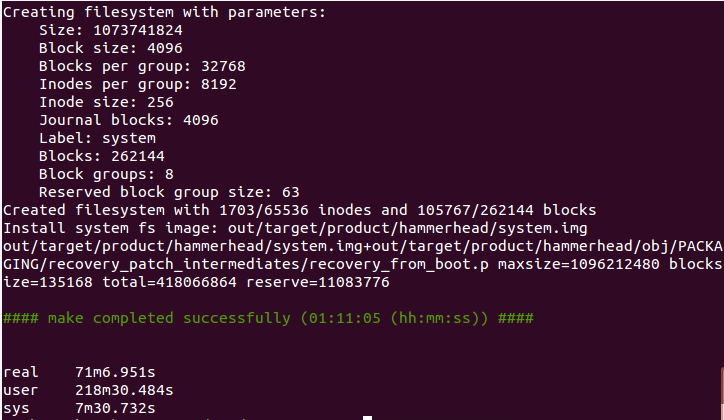 Creating filesystem with parameters:
    Size: 1073741824
    Block size: 4096
    Blocks per group: 32768
    Inodes per group: 8192
    Inode size: 256
    Journal blocks: 4096
    Label: system
    Blocks: 262144
    Block groups: 8
    Reserved block group size: 63
Created filesystem with 1703/65536 inodes and 105767/262144 blocks
Install system fs image: out/target/product/hammerhead/system.img
out/target/product/hammerhead/system.img+out/target/product/hammerhead/obj/PACKA
GING/recovery_patch_intermediates/recovery_from_boot.p maxsize=1096212480 blocks
ize=135168 total=418066864 reserve=11083776
#### make completed successfully (01:11:05 (hh:mm:ss)) ####
real    71m6.951s
user    218m30.484s
sys     7m30.732s